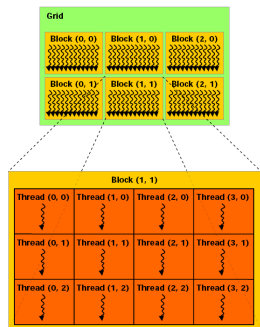 Grid
Block (0, 0) Block (1, 0) Block (2, 0)
Block (0, 1) Block (1, 1) Block (2, 1)
Block (1, 1)
Thread (0, 0) Thread (1, 0) Thread (2, 0) Thread (3, 0)
Thread (0, 1) Thread (1, 1) Thread (2, 1) Thread (3, 1)
Thread (0, 2) Thread (1, 2) Thread (2, 2) Thread (3, 2)